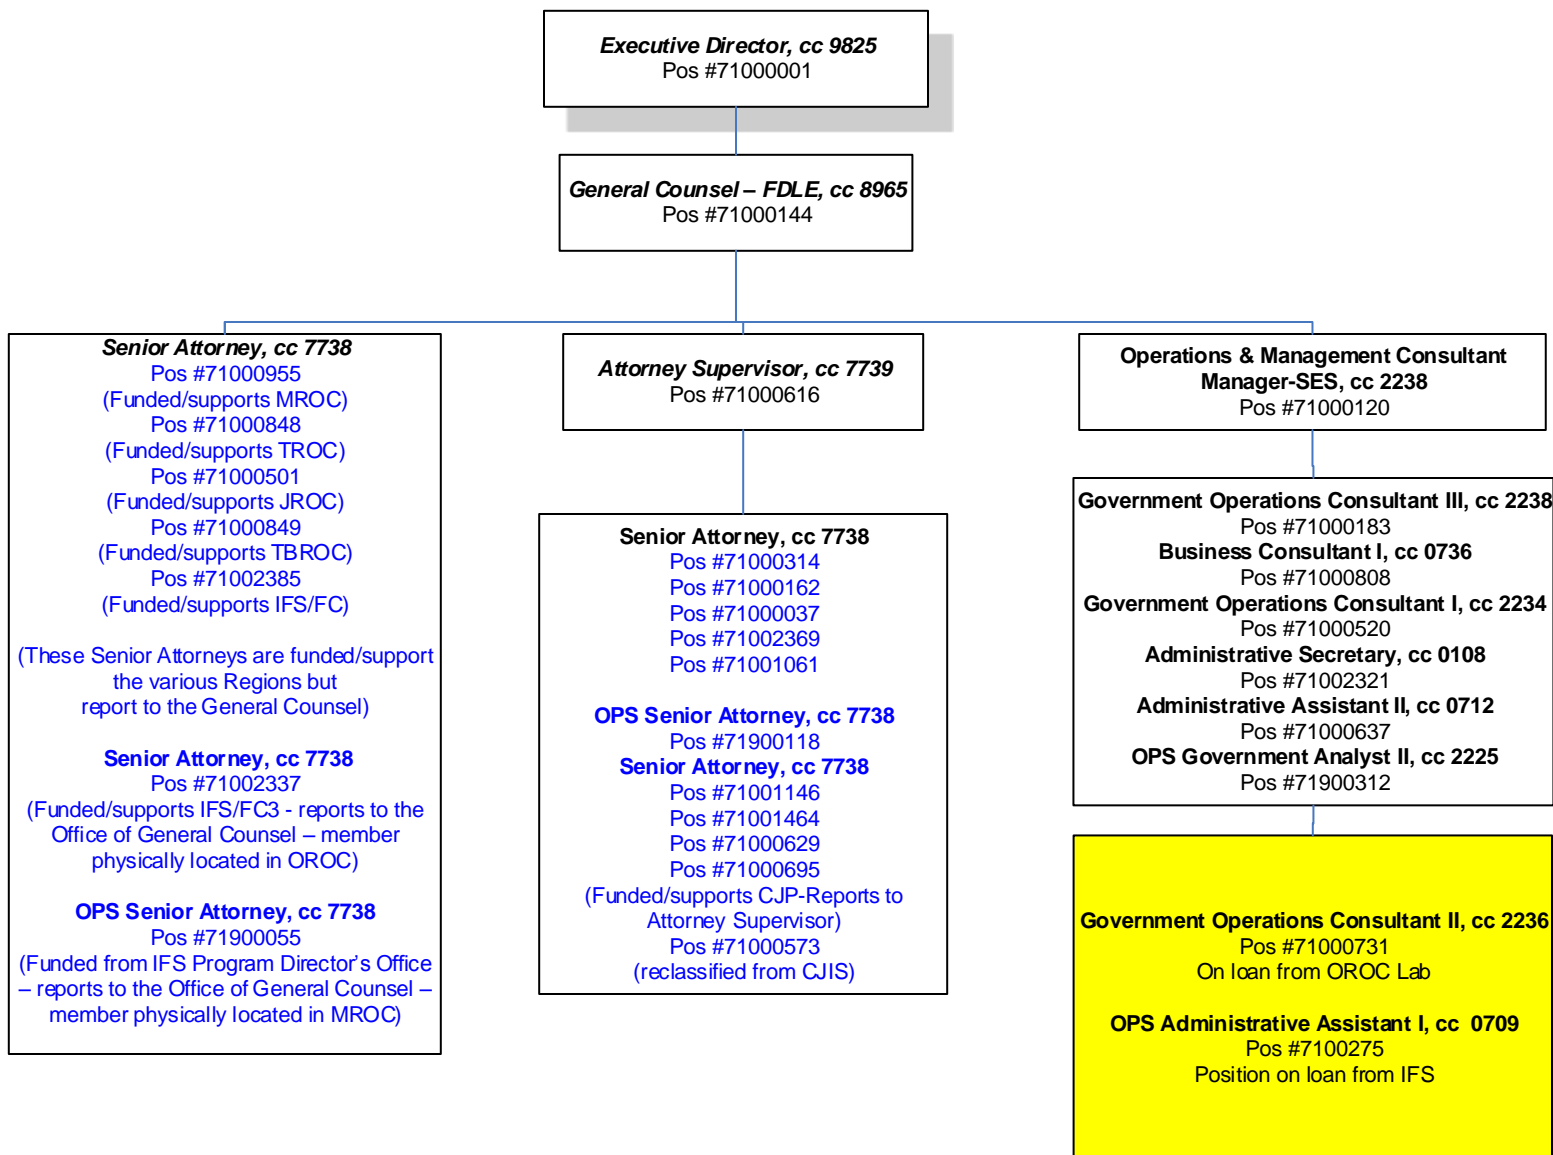 Executive Director, cc 9825
Pos #71000001
General Counsel – FDLE, cc 8965
Pos #71000144
Senior Attorney, cc 7738
Pos #71000955
(Funded/supports MROC)
Pos #71000848
(Funded/supports TROC)
Pos #71000501
(Funded/supports JROC)
Pos #71000849
(Funded/supports TBROC)
Pos #71002385
(Funded/supports IFS/FC)
(These Senior Attorneys are funded/support
the various Regions but
report to the General Counsel)
Senior Attorney, cc 7738
Pos #71002337
(Funded/supports IFS/FC3 - reports to the
Office of General Counsel – member
physically located in OROC)
OPS Senior Attorney, cc 7738
Pos #71900055
(Funded from IFS Program Director’s Office
– reports to the Office of General Counsel –
member physically located in MROC)
Attorney Supervisor, cc 7739
Pos #71000616
Senior Attorney, cc 7738
Pos #71000314
Pos #71000162
Pos #71000037
Pos #71002369
Pos #71001061
OPS Senior Attorney, cc 7738
Pos #71900118
Senior Attorney, cc 7738
Pos #71001146
Pos #71001464
Pos #71000629
Pos #71000695
(Funded/supports CJP-Reports to
Attorney Supervisor)
Pos #71000573
(reclassified from CJIS)
Operations & Management Consultant
Manager-SES, cc 2238
Pos #71000120
Government Operations Consultant III, cc 2238
Pos #71000183
Business Consultant I, cc 0736
Pos #71000808
Government Operations Consultant I, cc 2234
Pos #71000520
Administrative Secretary, cc 0108
Pos #71002321
Administrative Assistant II, cc 0712
Pos #71000637
OPS Government Analyst II, cc 2225
Pos #71900312
Government Operations Consultant II, cc 2236
Pos #71000731
On loan from OROC Lab
OPS Administrative Assistant I, cc 0709
Pos #7100275
Position on loan from IFS